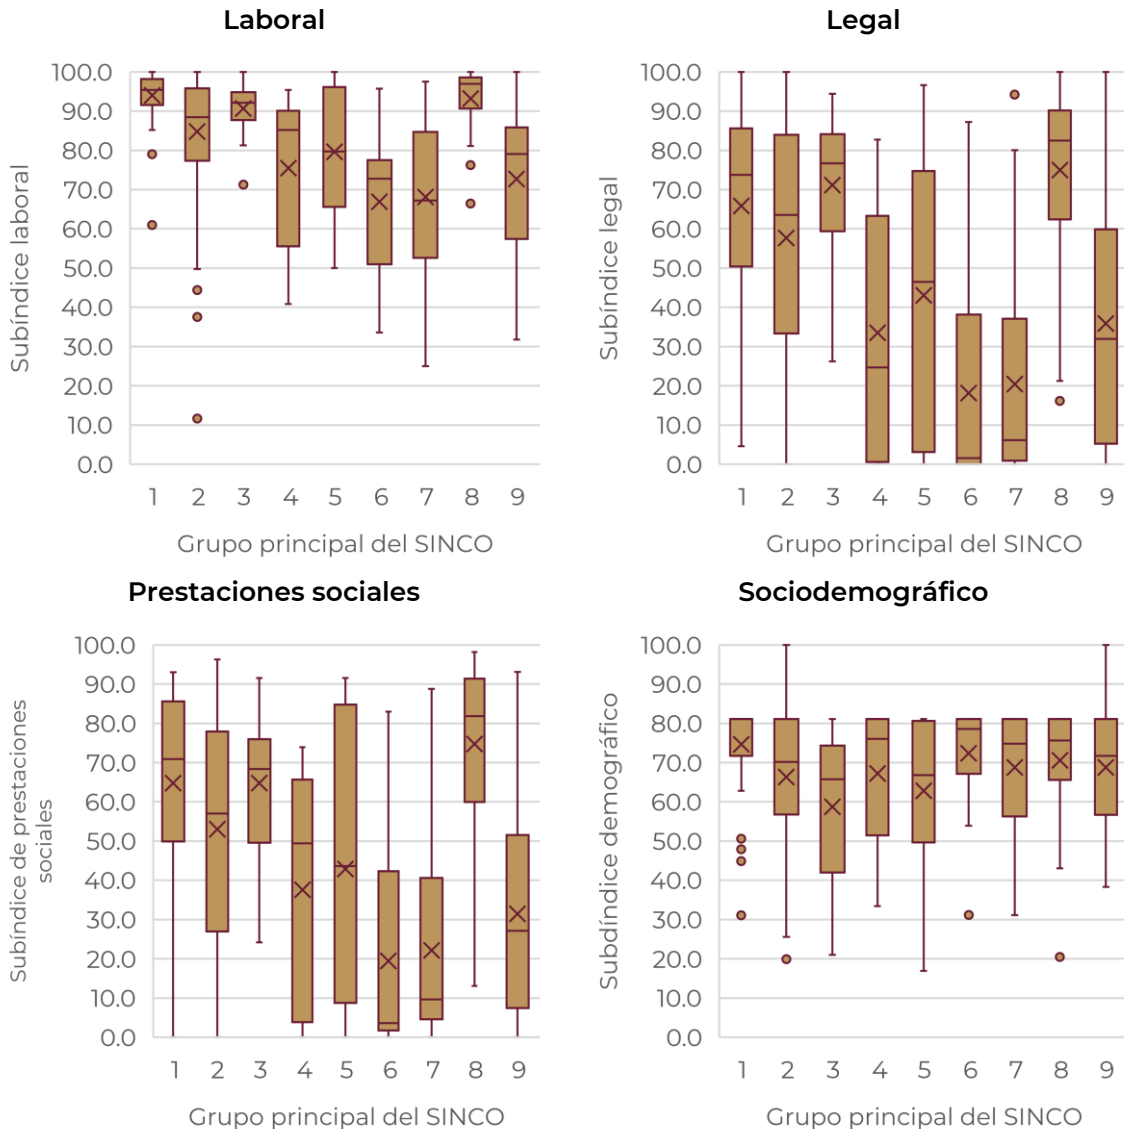 Laboral
Subíndice laboral
100.0
90.0
80.0
70.0
60.0
50.0
40.0
30.0
20.0
10.0
0.0
1 2 3 4 5 6 7 8 9
Grupo principal del SINCO
Legal
Subíndice legal
100.0
90.0
80.0
70.0
60.0
50.0
40.0
30.0
20.0
10.0
0.0
1 2 3 4 5 6 7 8 9
Grupo principal del SINCO
Prestaciones sociales
Subíndice de prestaciones
sociales
100.0
90.0
80.0
70.0
60.0
50.0
40.0
30.0
20.0
10.0
0.0
1 2 3 4 5 6 7 8 9
Grupo principal del SINCO
Sociodemográfico
Subdíndice demográfico
100.0
90.0
80.0
70.0
60.0
50.0
40.0
30.0
20.0
10.0
0.0
1 2 3 4 5 6 7 8 9
Grupo principal del SINCO